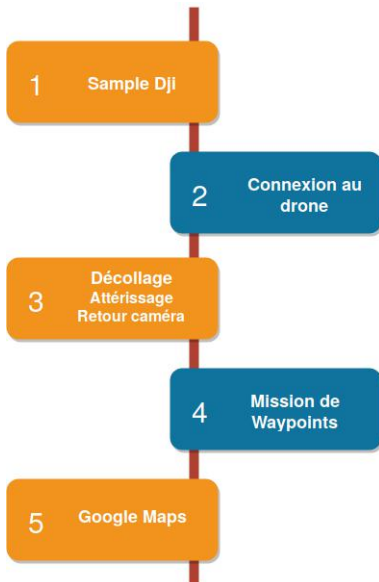 1
Sample Dji
2
Connexion au
drone
3
Décollage
Attérissage
Retour caméra
4
Mission de
Waypoints
5
Google Maps